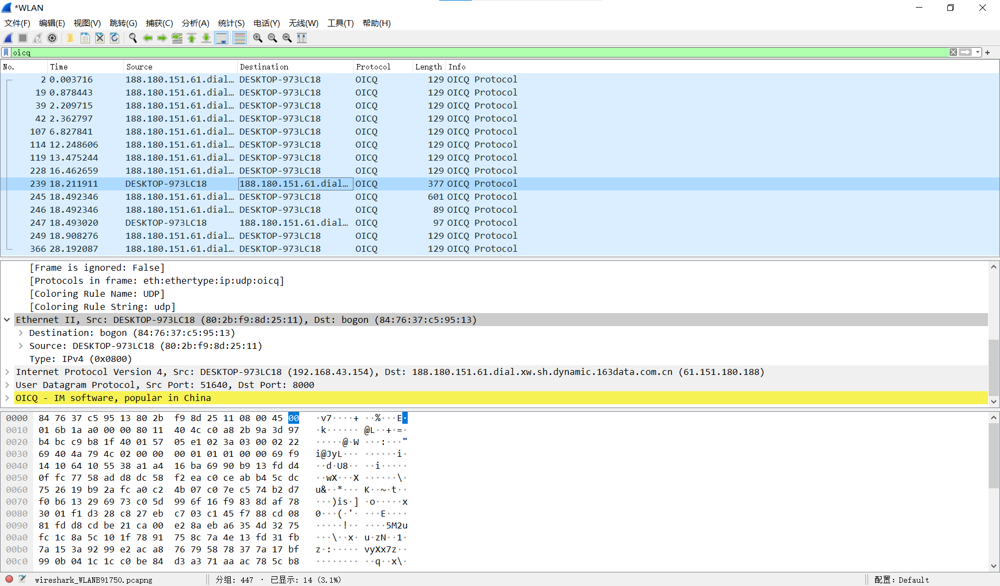 *WLAN
文件(F) 编辑(E) 视图(V) 跳转(G) 捕获(C) 分析(A) 统计(S) 电话(Y) 无线(W) 工具(T) 帮助(H)
oicq
No. Time Source Destination Protocol Length Info
2 0.003716 188.180.151.61.dial… DESKTOP-973LC18 OICQ 129 OICQ Protocol
19 0.878443 188.180.151.61.dial… DESKTOP-973LC18 OICQ 129 OICQ Protocol
39 2.209715 188.180.151.61.dial… DESKTOP-973LC18 OICQ 129 OICQ Protocol
42 2.362797 188.180.151.61.dial… DESKTOP-973LC18 OICQ 129 OICQ Protocol
107 6.827841 188.180.151.61.dial… DESKTOP-973LC18 OICQ 129 OICQ Protocol
114 12.248606 188.180.151.61.dial… DESKTOP-973LC18 OICQ 129 OICQ Protocol
119 13.475244 188.180.151.61.dial… DESKTOP-973LC18 OICQ 129 OICQ Protocol
228 16.462659 188.180.151.61.dial… DESKTOP-973LC18 OICQ 129 OICQ Protocol
239 18.211911 DESKTOP-973LC18 188.180.151.61.dial… OICQ 377 OICQ Protocol
245 18.492346 188.180.151.61.dial… DESKTOP-973LC18 OICQ 601 OICQ Protocol
246 18.492346 188.180.151.61.dial… DESKTOP-973LC18 OICQ 89 OICQ Protocol
247 18.493020 DESKTOP-973LC18 188.180.151.61.dial… OICQ 97 OICQ Protocol
249 18.908276 188.180.151.61.dial… DESKTOP-973LC18 OICQ 129 OICQ Protocol
366 28.192087 188.180.151.61.dial… DESKTOP-973LC18 OICQ 129 OICQ Protocol
[Frame is ignored: False]
[Protocols in frame: eth:ethertype:ip:udp:oicq]
[Coloring Rule Name: UDP]
[Coloring Rule String: udp]
Ethernet II, Src: DESKTOP-973LC18 (80:2b:f9:8d:25:11), Dst: bogon (84:76:37:c5:95:13)
Destination: bogon (84:76:37:c5:95:13)
Source: DESKTOP-973LC18 (80:2b:f9:8d:25:11)
Type: IPv4 (0x0800)
Internet Protocol Version 4, Src: DESKTOP-973LC18 (192.168.43.154), Dst: 188.180.151.61.dial.xw.sh.dynamic.163data.com.cn (61.151.180.188)
User Datagram Protocol, Src Port: 51640, Dst Port: 8000
OICQ - IM software, popular in China
0000 84 76 37 c5 95 13 80 2b f9 8d 25 11 08 00 45 00 ·v7····+ ··%···E·
0010 01 6b 1a a0 00 00 80 11 40 4c c0 a8 2b 9a 3d 97 ·k······ @L··+·=·
0020 b4 bc c9 b8 1f 40 01 57 05 e1 02 3a 03 00 02 22 ·····@·W ···:···"
0030 69 40 4a 79 4c 02 00 00 00 01 01 01 00 00 69 f9 i@JyL··· ······i·
0040 14 10 64 10 55 38 a1 a4 16 ba 69 90 b9 13 fd d4 ··d·U8·· ··i·····
0050 0f fc 77 58 ad d8 dc 58 f2 ea c0 ce ab b4 5c dc ··wX···X ······\·
0060 75 26 19 b9 2a fc a0 c2 4b 07 c0 7e c5 74 b2 d7 u&··*··· K··~·t··
0070 f0 b6 13 29 69 73 c0 5d 99 6f 16 f9 83 8d af 78 ···)is·] ·o·····x
0080 30 01 f1 d3 28 c8 27 eb c7 03 c1 45 f7 88 cd 08 0···(·'· ···E····
0090 81 fd d8 cd be 21 ca 00 e2 8a eb a6 35 4d 32 75 ·····!·· ····5M2u
00a0 fc 1c 8a 5c 10 1f 78 91 75 8c 7a 4e 13 fd 31 fb ···\··x· u·zN··1·
00b0 7a 15 3a 92 99 e2 ac a8 76 79 58 78 37 7a 17 bf z·:····· vyXx7z··
00c0 99 0b 04 1c 1c c0 be 84 d3 a3 71 aa ac 78 5c b8 ········ ··q··x\·
wireshark_WLANB91750.pcapng 分组: 447 · 已显示: 14 (3.1%) 配置: Default